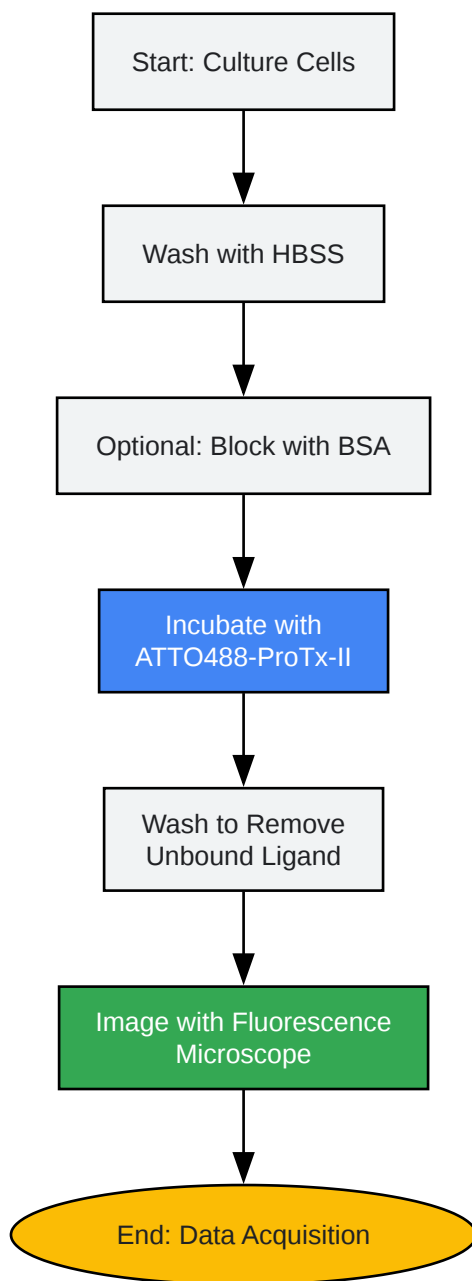 Start: Culture Cells
Wash with HBSS
Optional: Block with BSA
Incubate with
ATTO488-ProTx-II
Wash to Remove
Unbound Ligand
Image with Fluorescence
Microscope
End: Data Acquisition